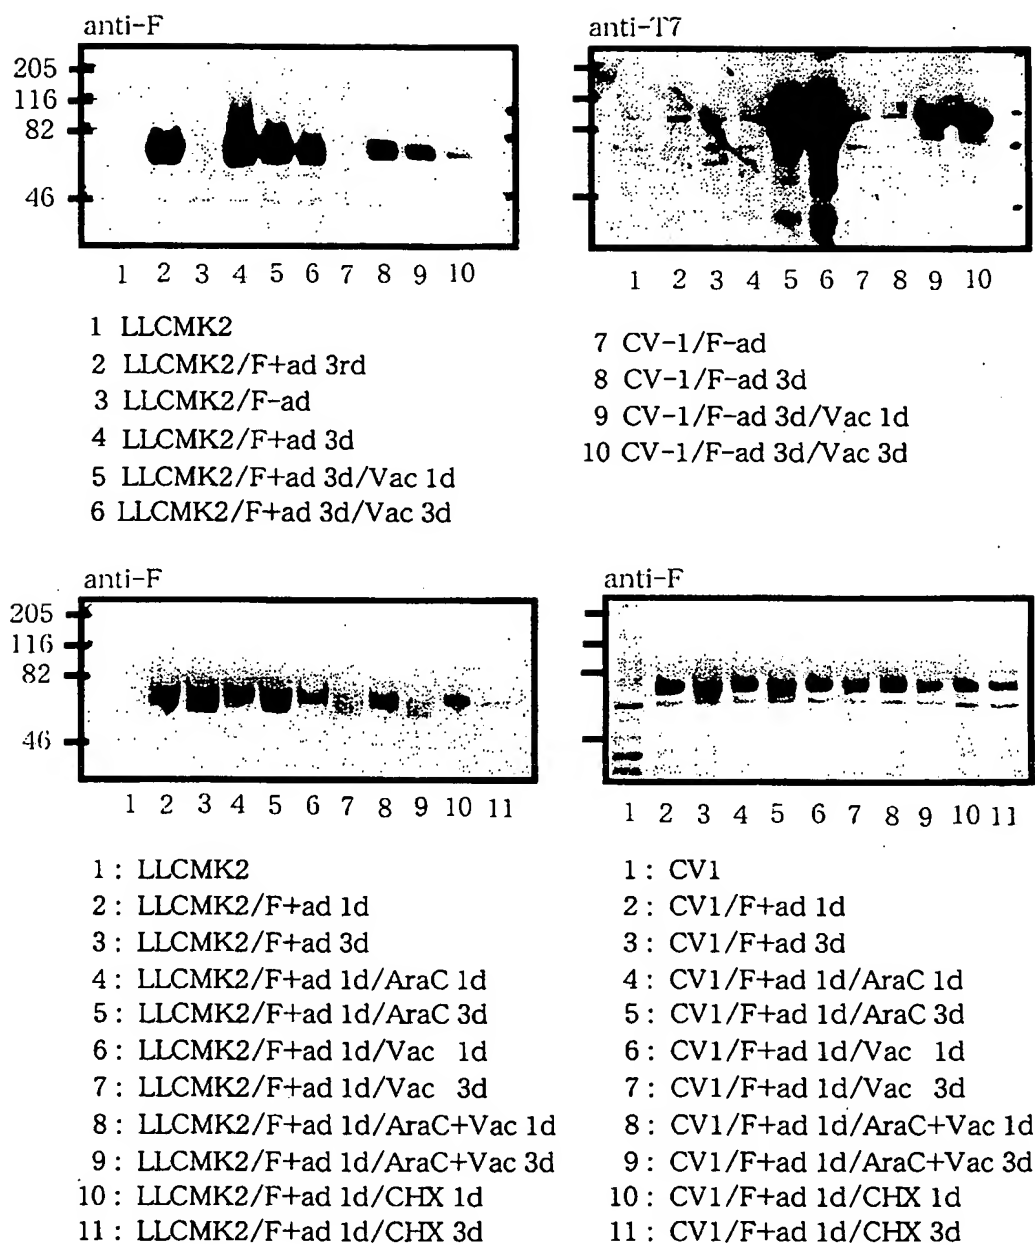 anti-F
205
116
82
46
1 2 3 4 5 6 7 8 9 10
1 LLCMK2
2 LLCMK2/F+ad 3rd
3 LLCMK2/F-ad
4 LLCMK2/F+ad 3d
5 LLCMK2/F+ad 3d/Vac 1d
6 LLCMK2/F+ad 3d/Vac 3d
anti-T7
1 2 3 4 5 6 7 8 9 10
7 CV-1/F-ad
8 CV-1/F-ad 3d
9 CV-1/F-ad 3d/Vac 1d
10 CV-1/F-ad 3d/Vac 3d
anti-F
205
116
82
46
1 2 3 4 5 6 7 8 9 10 11
1 : LLCMK2
2 : LLCMK2/F+ad 1d
3 : LLCMK2/F+ad 3d
4 : LLCMK2/F+ad 1d/AraC 1d
5 : LLCMK2/F+ad 1d/AraC 3d
6 : LLCMK2/F+ad 1d/Vac 1d
7 : LLCMK2/F+ad 1d/Vac 3d
8 : LLCMK2/F+ad 1d/AraC+Vac 1d
9 : LLCMK2/F+ad 1d/AraC+Vac 3d
10 : LLCMK2/F+ad 1d/CHX 1d
11 : LLCMK2/F+ad 1d/CHX 3d
anti-F
1 2 3 4 5 6 7 8 9 10 11
1 : CV1
2 : CV1/F+ad 1d
3 : CV1/F+ad 3d
4 : CV1/F+ad 1d/AraC 1d
5 : CV1/F+ad 1d/AraC 3d
6 : CV1/F+ad 1d/Vac 1d
7 : CV1/F+ad 1d/Vac 3d
8 : CV1/F+ad 1d/AraC+Vac 1d
9 : CV1/F+ad 1d/AraC+Vac 3d
10 : CV1/F+ad 1d/CHX 1d
11 : CV1/F+ad 1d/CHX 3d